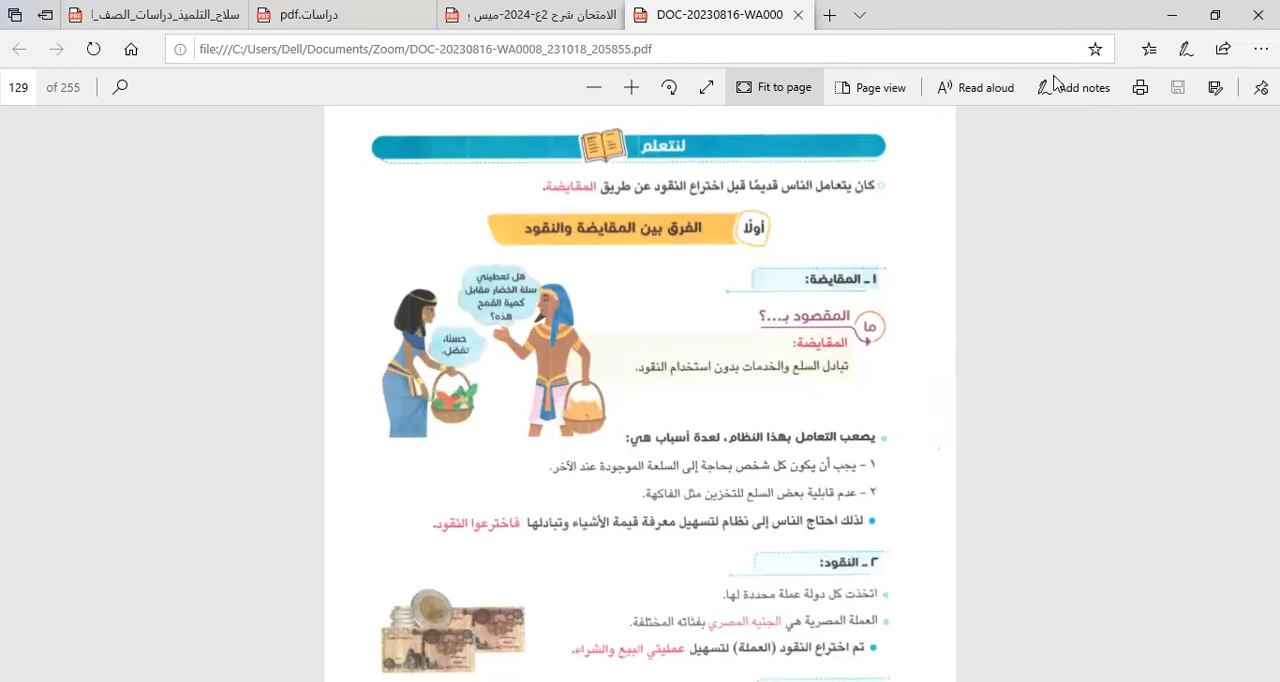 سلاح_التلميذ_دراسات_الصف_ا
دراسات.pdf
الامتحان شرح 2ع-2024-ميس
DOC-20230816-WA000
file:///C:/Users/Dell/Documents/Zoom/DOC-20230816-WA0008_231018_205855.pdf
129 of 255
Fit to page
Page view
Read aloud
Add notes
لنتعلم
كان يتعامل الناس قديمًا قبل اختراع النقود عن طريق المقايضة.
أولًا الفرق بين المقايضة والنقود
١ ـ المقايضة:
ما المقصود بـ...؟
المقايضة:
تبادل السلع والخدمات بدون استخدام النقود.
هل تعطيني
سلة الخضار مقابل
كمية القمح
هذه؟
حسنًا،
تفضل.
» يصعب التعامل بهذا النظام، لعدة أسباب هي:
١ - يجب أن يكون كل شخص بحاجة إلى السلعة الموجودة عند الآخر.
٢ - عدم قابلية بعض السلع للتخزين مثل الفاكهة.
• لذلك احتاج الناس إلى نظام لتسهيل معرفة قيمة الأشياء وتبادلها فاخترعوا النقود.
٢ ـ النقود:
» اتخذت كل دولة عملة محددة لها.
» العملة المصرية هي الجنيه المصري بفئاته المختلفة.
• تم اختراع النقود (العملة) لتسهيل عمليتي البيع والشراء.